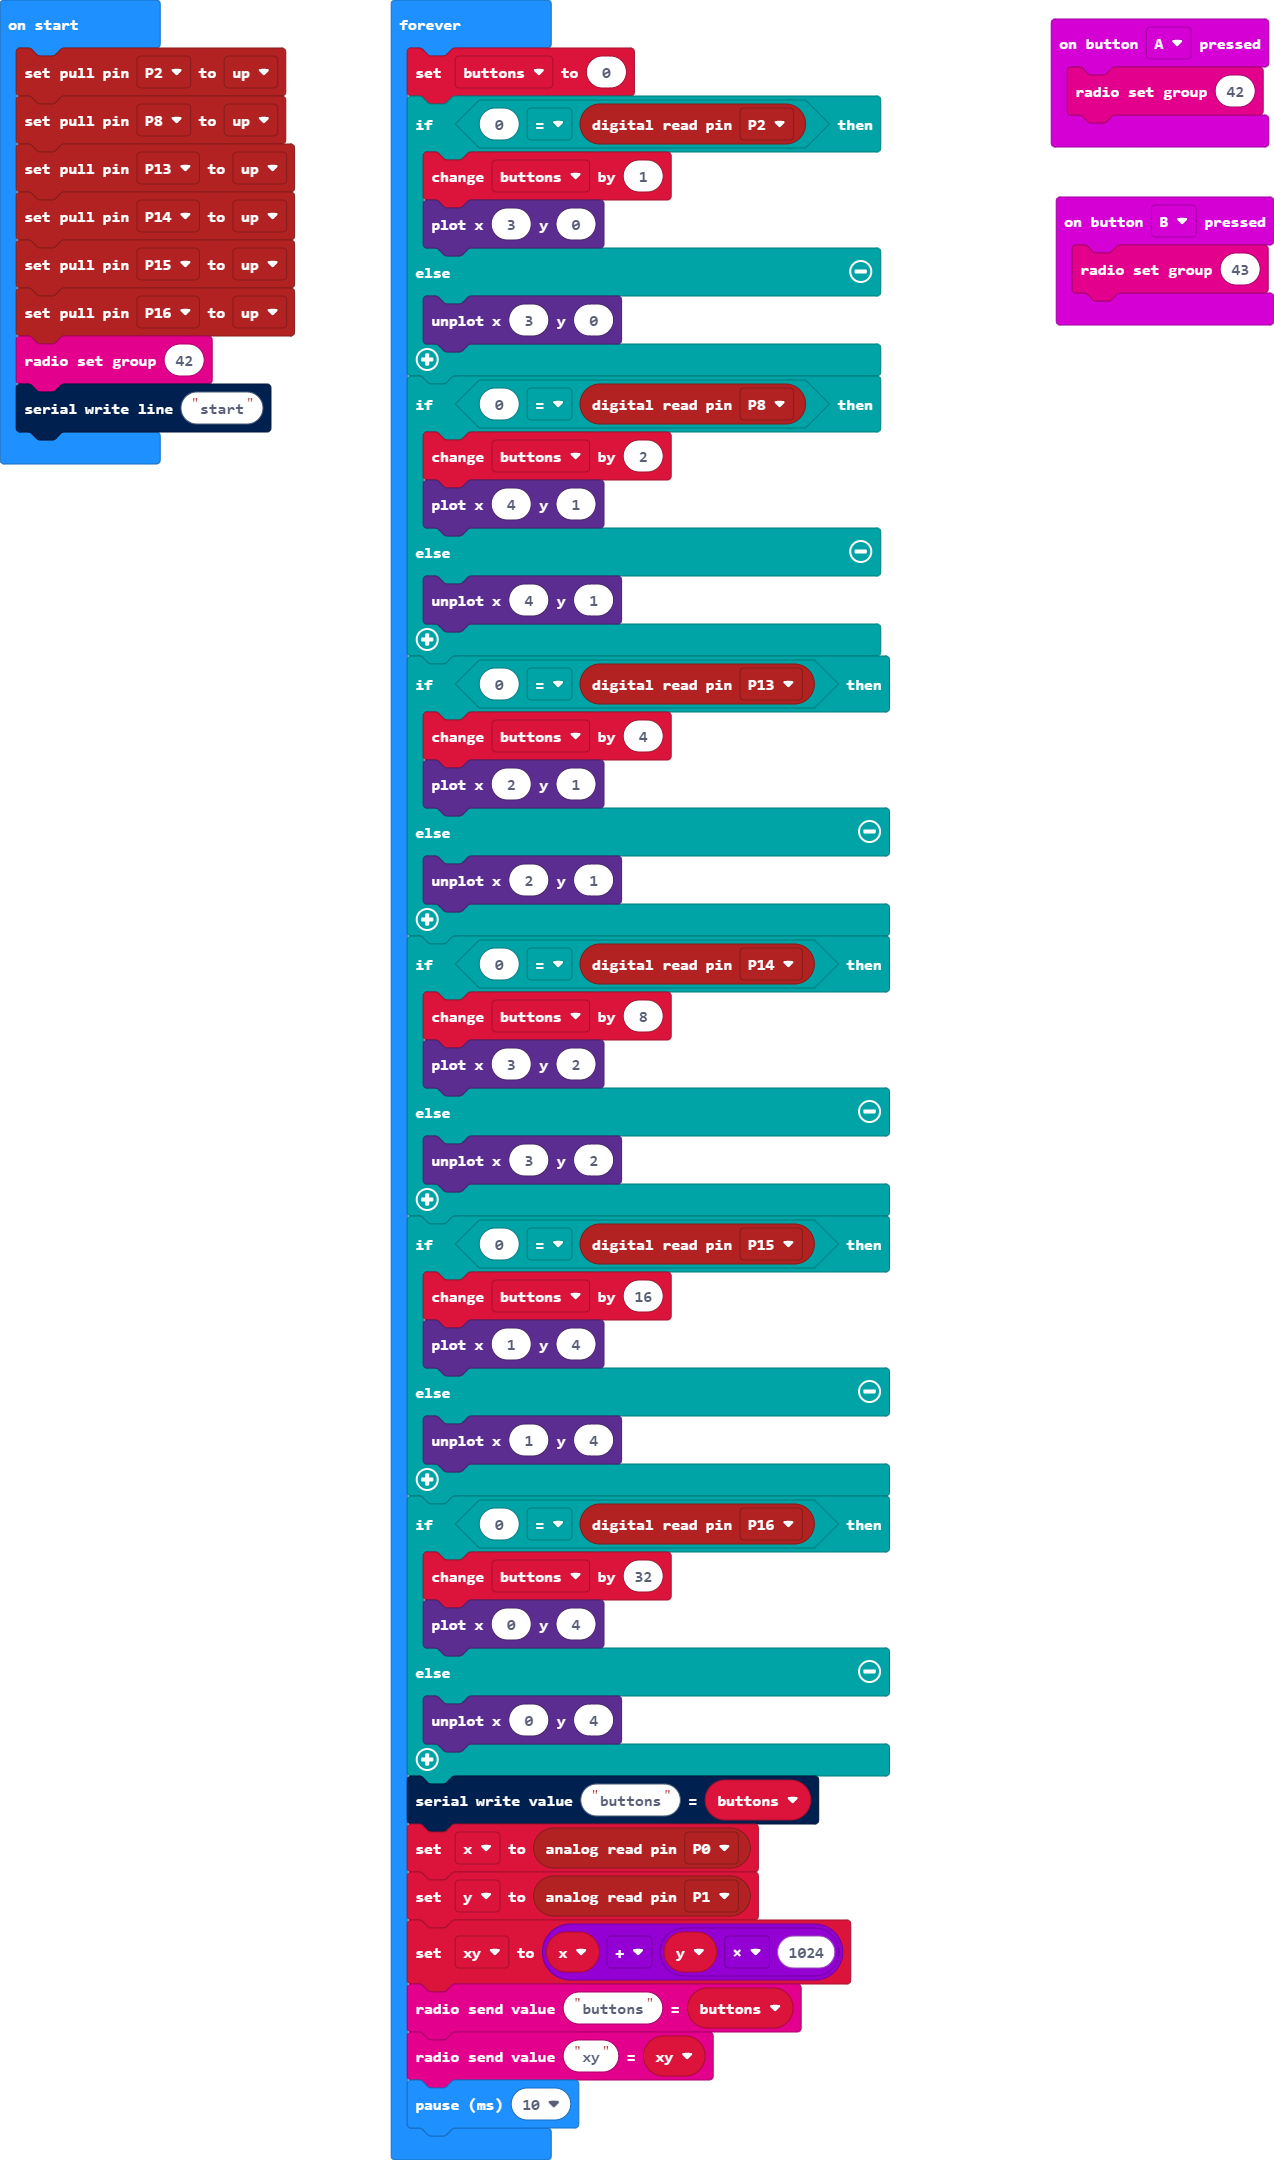 on start
set pull pin P2 to up
set pull pin P8 to up
set pull pin P13 to up
set pull pin P14 to up
set pull pin P15 to up
set pull pin P16 to up
radio set group 42
serial write line "start"
forever
set buttons to 0
if 0 = digital read pin P2 then
change buttons by 1
plot x 3 y 0
else
unplot x 3 y 0
if 0 = digital read pin P8 then
change buttons by 2
plot x 4 y 1
else
unplot x 4 y 1
if 0 = digital read pin P13 then
change buttons by 4
plot x 2 y 1
else
unplot x 2 y 1
if 0 = digital read pin P14 then
change buttons by 8
plot x 3 y 2
else
unplot x 3 y 2
if 0 = digital read pin P15 then
change buttons by 16
plot x 1 y 4
else
unplot x 1 y 4
if 0 = digital read pin P16 then
change buttons by 32
plot x 0 y 4
else
unplot x 0 y 4
serial write value "buttons" = buttons
set x to analog read pin P0
set y to analog read pin P1
set xy to x + y × 1024
radio send value "buttons" = buttons
radio send value "xy" = xy
pause (ms) 10
on button A pressed
radio set group 42
on button B pressed
radio set group 43